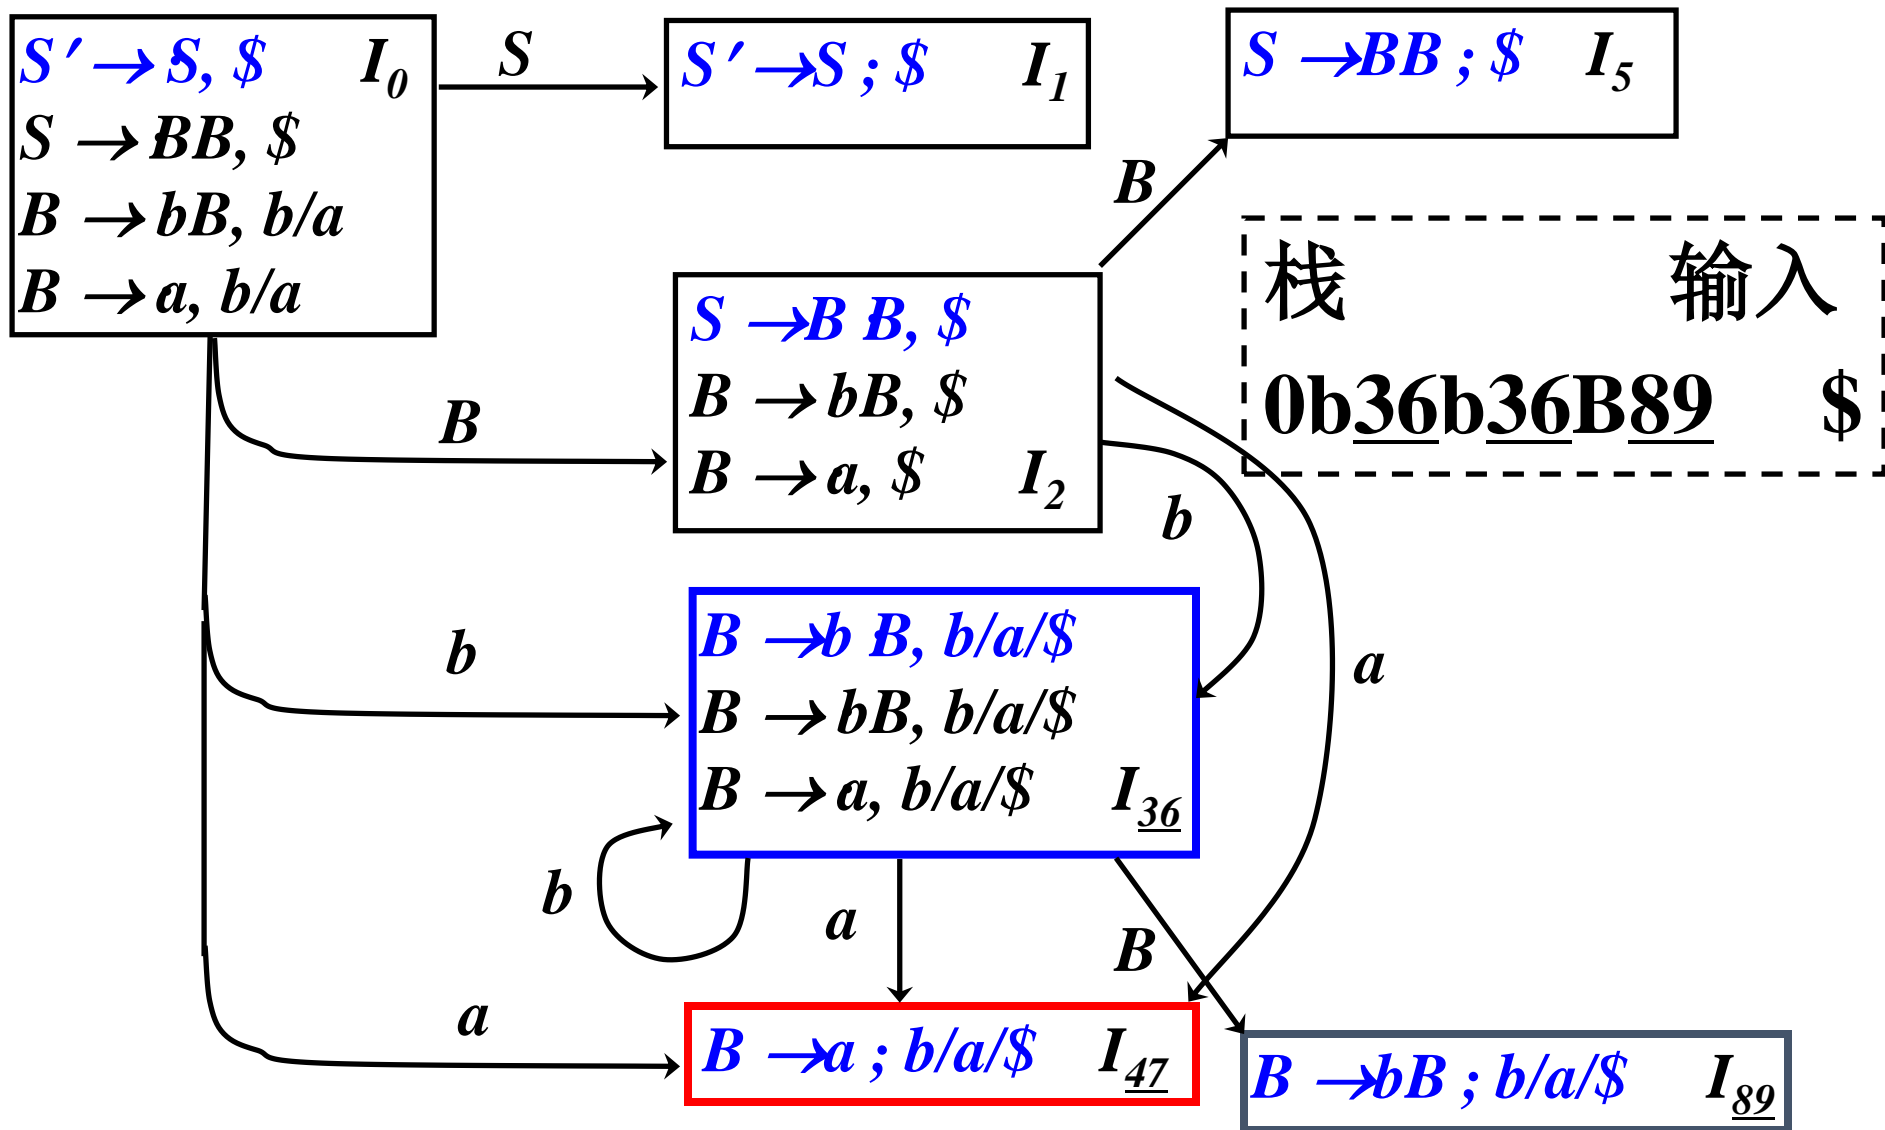 S′ → ·S, $ I0
S → ·BB, $
B → ·bB, b/a
B → ·a, b/a
S
S′ → S·, $ I1
S → BB·, $ I5
B
栈 输入
0b36b36B89 $
S → B·B, $
B → ·bB, $
B → ·a, $ I2
B
b
a
b
B → b·B, b/a/$
B → ·bB, b/a/$
B → ·a, b/a/$ I36
b
a
B
a
B → a·, b/a/$ I47
B → bB·, b/a/$ I89